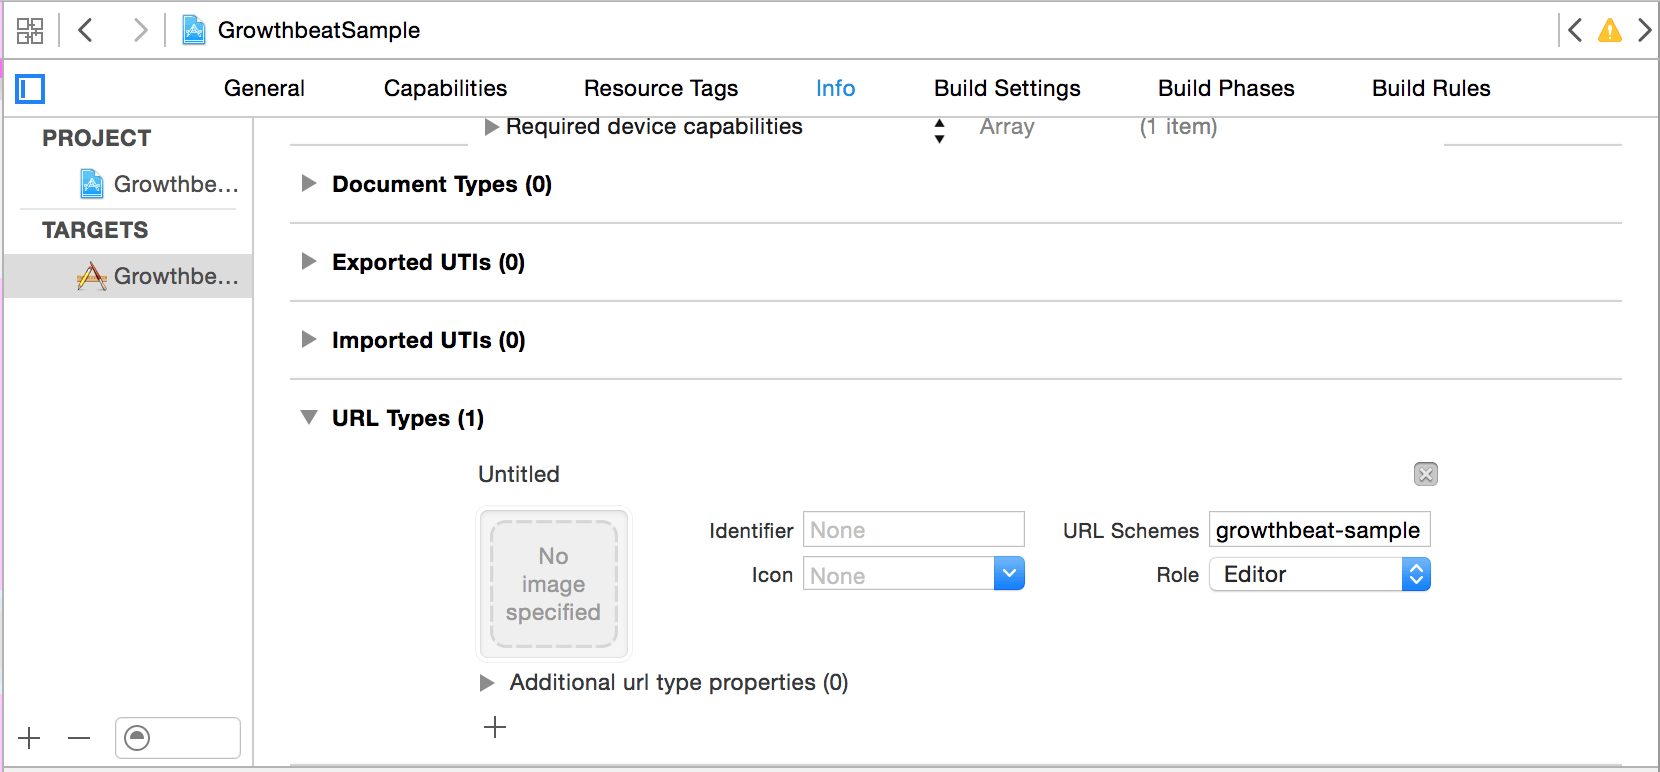 GrowthbeatSample
General Capabilities Resource Tags Info Build Settings Build Phases Build Rules
PROJECT
Growthbe...
TARGETS
Growthbe...
Required device capabilities Array (1 item)
Document Types (0)
Exported UTIs (0)
Imported UTIs (0)
URL Types (1)
Untitled
No
image
specified
Identifier None URL Schemes growthbeat-sample
Icon None Role Editor
Additional url type properties (0)